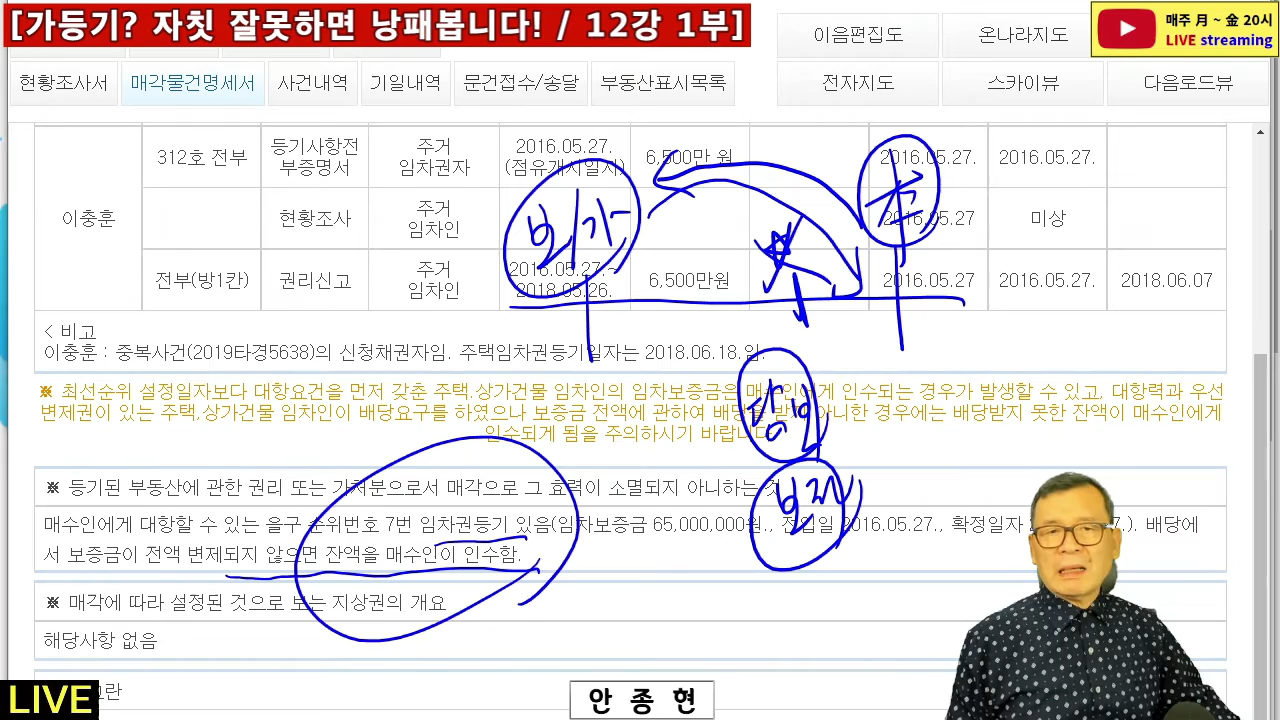 [가등기? 자칫 잘못하면 낭패봅니다! / 12강 1부]
이음편집도
온나라지도
매주 月 ~ 金 20시
LIVE streaming
현황조사서
매각물건명세서
사건내역
기일내역
문건접수/송달
부동산표시목록
전자지도
스카이뷰
다음로드뷰
312호 전부
등기사항전
부증명서
주거
임차권자
2016.05.27.
(점유개시일자)
6,500만 원
2016.05.27.
2016.05.27.
이충훈
현황조사
주거
임차인
2016.05.27
미상
전부(방1칸)
권리신고
주거
임차인
2016.05.27.~
2018.05.26.
6,500만원
2016.05.27
2016.05.27.
2018.06.07
< 비고
이충훈 : 중복사건(2019타경5638)의 신청채권자임. 주택임차권등기일자는 2018.06.18.임.
※ 최선순위 설정일자보다 대항요건을 먼저 갖춘 주택,상가건물 임차인의 임차보증금은 매수인에게 인수되는 경우가 발생할 수 있고, 대항력과 우선
변제권이 있는 주택,상가건물 임차인이 배당요구를 하였으나 보증금 전액에 관하여 배당을 받지 아니한 경우에는 배당받지 못한 잔액이 매수인에게
인수되게 됨을 주의하시기 바랍니다
※ 등기된 부동산에 관한 권리 또는 가처분으로서 매각으로 그 효력이 소멸되지 아니하는 것
매수인에게 대항할 수 있는 을구 순위번호 7번 임차권등기 있음(임차보증금 65,000,000원., 전입일 2016.05.27., 확정일자 배당에
서 보증금이 전액 변제되지 않으면 잔액을 매수인이 인수함.
※ 매각에 따라 설정된 것으로 보는 지상권의 개요
해당사항 없음
란
LIVE
안 종 현